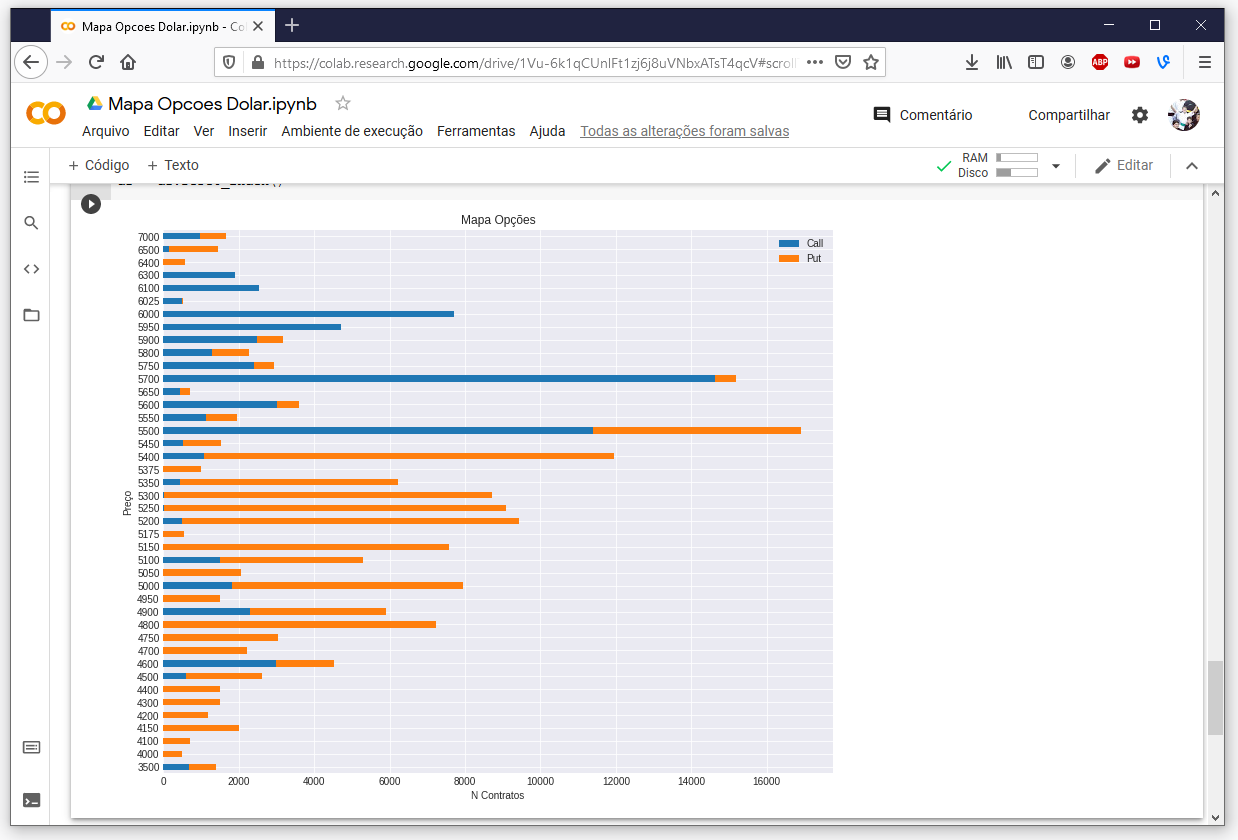 Mapa Opcoes Dolar.ipynb - Co
https://colab.research.google.com/drive/1Vu-6k1qCUnIFt1zj6j8uVNbxATsT4qcV#scroll
ABP
CO
Mapa Opcoes Dolar.ipynb
Comentário
Compartilhar
Arquivo Editar Ver Inserir Ambiente de execução Ferramentas Ajuda Todas as alterações foram salvas
+ Código + Texto
RAM
Disco
Editar
Mapa Opções
Call
Put
7000
6500
6400
6300
6100
6025
6000
5950
5900
5800
5750
5700
5650
5600
5550
5500
5450
5400
5375
5350
5300
5250
5200
5175
5150
5100
5050
5000
4950
4900
4800
4750
4700
4600
4500
4400
4300
4200
4150
4100
4000
3500
Preço
0 2000 4000 6000 8000 10000 12000 14000 16000
N Contratos